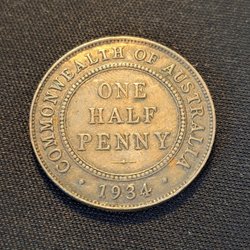 COMMONWEALTH OF AUSTRALIA
ONE
HALF
PENNY
1934